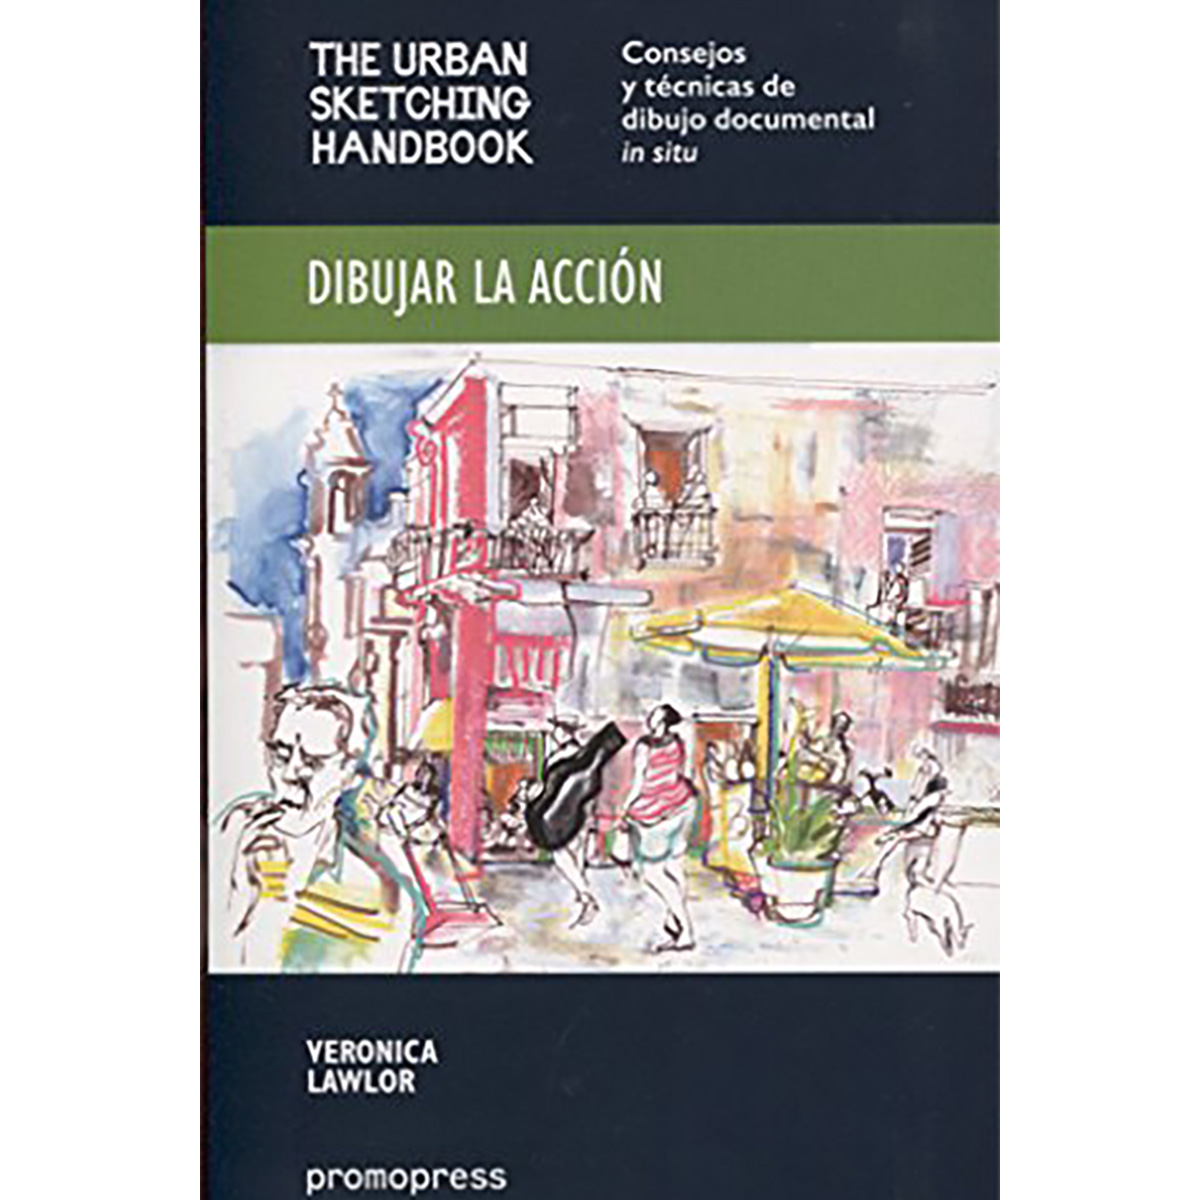 THE URBAN
SKETCHING
HANDBOOK
Consejos
y técnicas de
dibujo documental
in situ
DIBUJAR LA ACCIÓN
VERONICA
LAWLOR
promopress